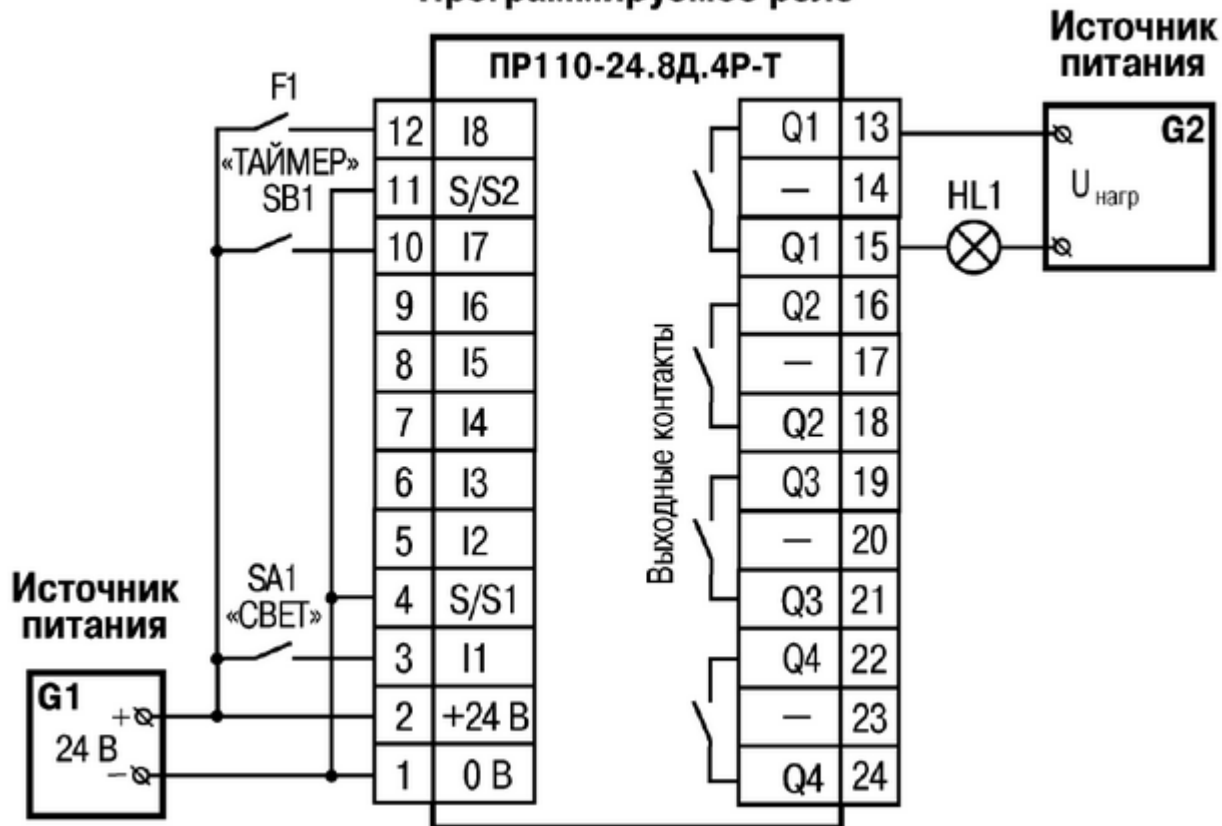 Программируемое реле
Источник
питания
ПР110-24.8Д.4Р-Т
F1
12 I8
Q1 13
G2
«ТАЙМЕР»
SB1
11 S/S2
— 14
HL1
U нагр
10 I7
Q1 15
9 I6
Q2 16
8 I5
— 17
7 I4
Q2 18
Выходные контакты
6 I3
Q3 19
5 I2
— 20
Источник
питания
SA1
«СВЕТ»
4 S/S1
Q3 21
3 I1
Q4 22
G1
+
24 В
–
2 +24 В
— 23
1 0 В
Q4 24